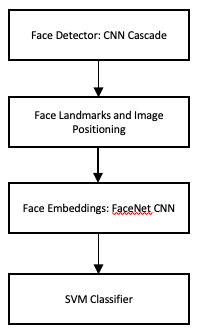 Face Detector: CNN Cascade
Face Landmarks and Image
Positioning
Face Embeddings: FaceNet CNN
SVM Classifier